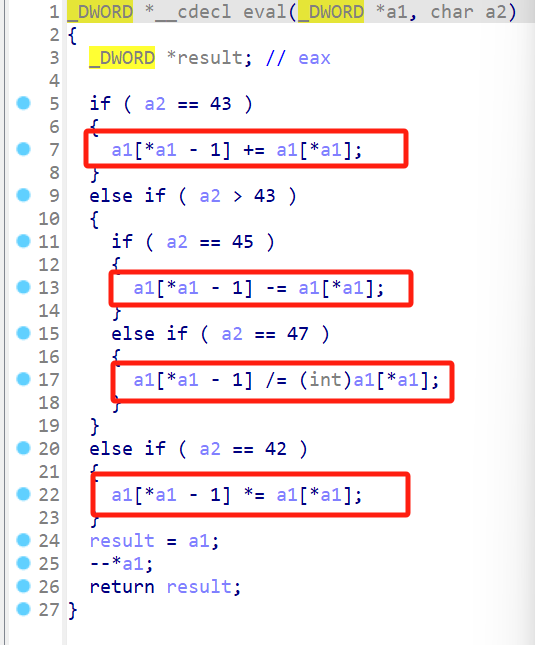 1 _DWORD *__cdecl eval(_DWORD *a1, char a2)
2 {
3   _DWORD *result; // eax
4
5   if ( a2 == 43 )
6   {
7     a1[*a1 - 1] += a1[*a1];
8   }
9   else if ( a2 > 43 )
10   {
11     if ( a2 == 45 )
12     {
13       a1[*a1 - 1] -= a1[*a1];
14     }
15     else if ( a2 == 47 )
16     {
17       a1[*a1 - 1] /= (int)a1[*a1];
18     }
19   }
20   else if ( a2 == 42 )
21   {
22     a1[*a1 - 1] *= a1[*a1];
23   }
24   result = a1;
25   --*a1;
26   return result;
27 }